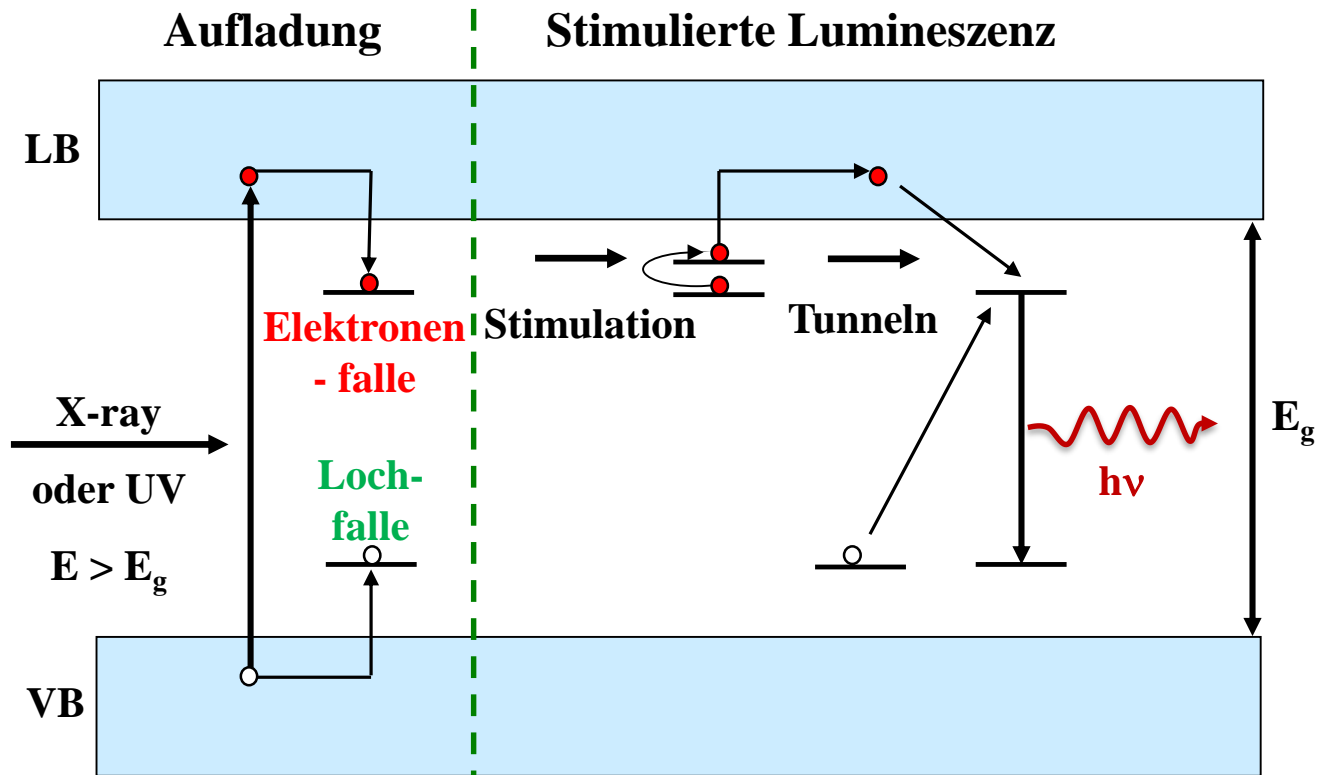 Aufladung
Stimulierte Lumineszenz
LB
Elektronen
- falle
Stimulation
Tunneln
X-ray
oder UV
E > Eg
Loch-
falle
hν
Eg
VB